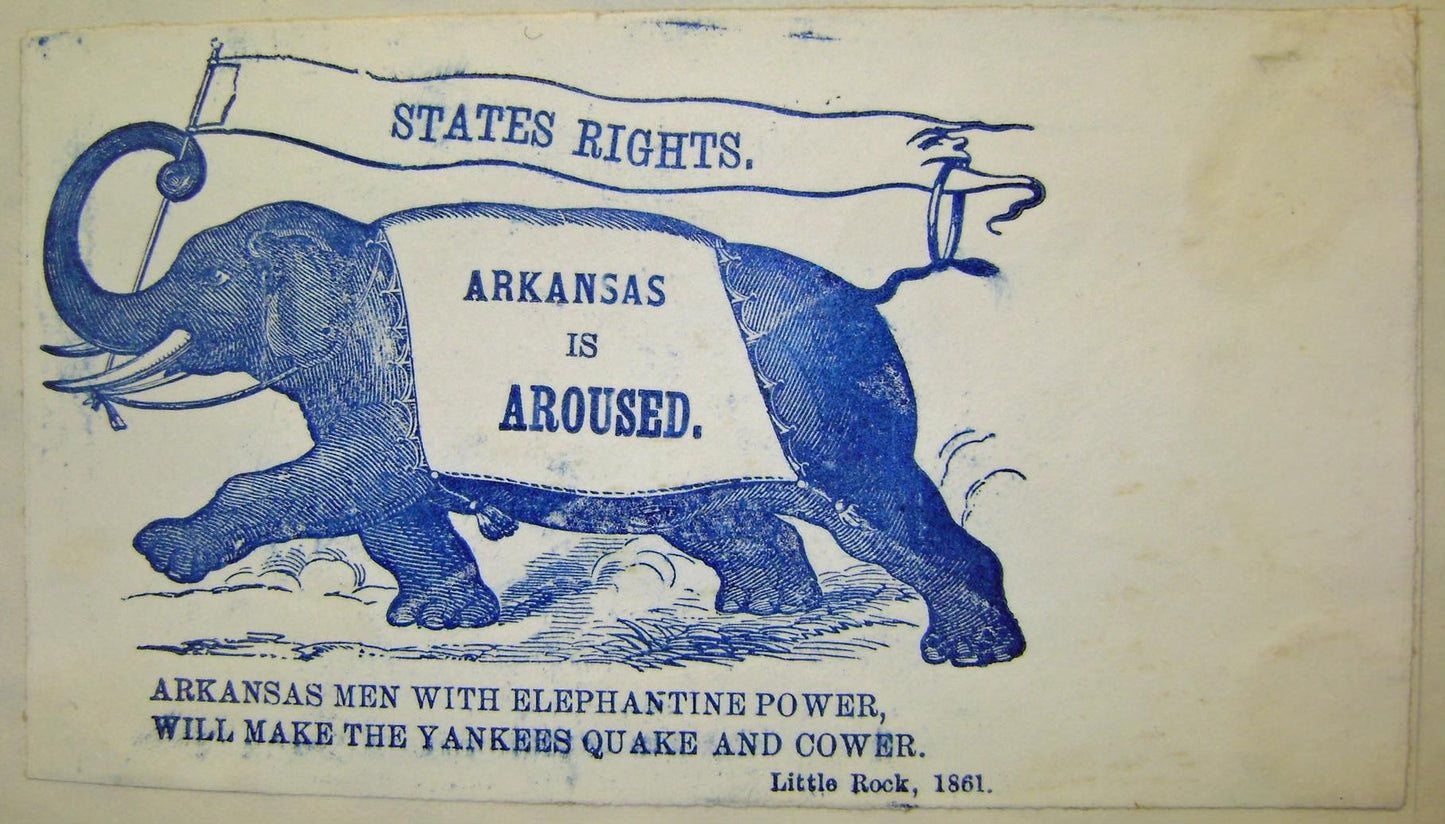 STATES RIGHTS.
ARKANSAS
IS
AROUSED.
ARKANSAS MEN WITH ELEPHANTINE POWER,
WILL MAKE THE YANKEES QUAKE AND COWER.
Little Rock, 1861.